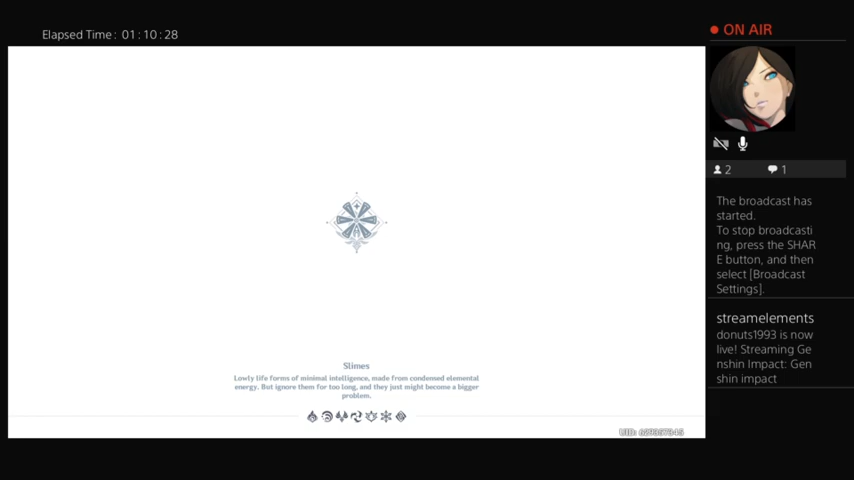 Elapsed Time: 01:10:28
ON AIR
2
1
The broadcast has
started.
To stop broadcasti
ng, press the SHAR
E button, and then
select [Broadcast
Settings].
streamelements
donuts1993 is now
live! Streaming Ge
nshin Impact: Gen
shin impact
Slimes
Lowly life forms of minimal intelligence, made from condensed elemental
energy. But ignore them for too long, and they just might become a bigger
problem.
UID: